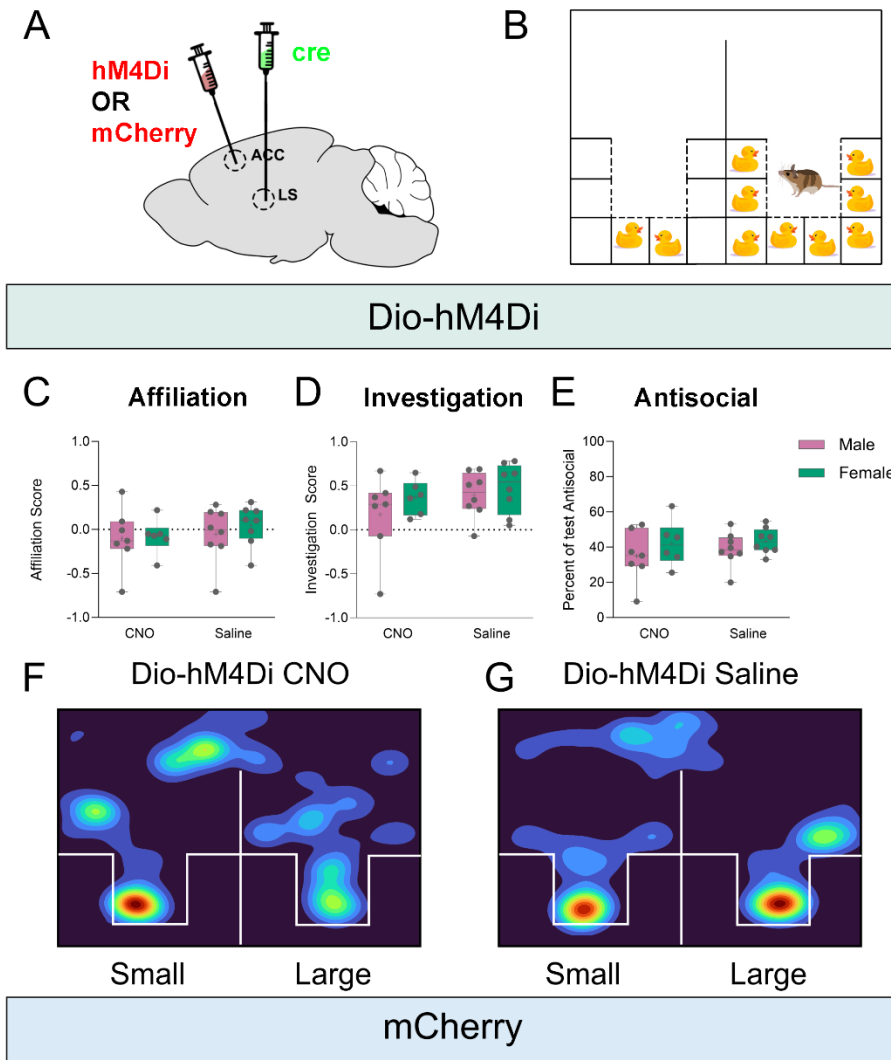 A
hM4Di
OR
mCherry
cre
ACC
LS
B
Dio-hM4Di
C
Affiliation
Affiliation Score
1.0
0.5
0.0
-0.5
-1.0
CNO
Saline
D
Investigation
Investigation Score
1.0
0.5
0.0
-0.5
-1.0
CNO
Saline
E
Antisocial
Percent of test Antisocial
100
80
60
40
20
0
CNO
Saline
Male
Female
F
Dio-hM4Di CNO
Small
Large
G
Dio-hM4Di Saline
Small
Large
mCherry